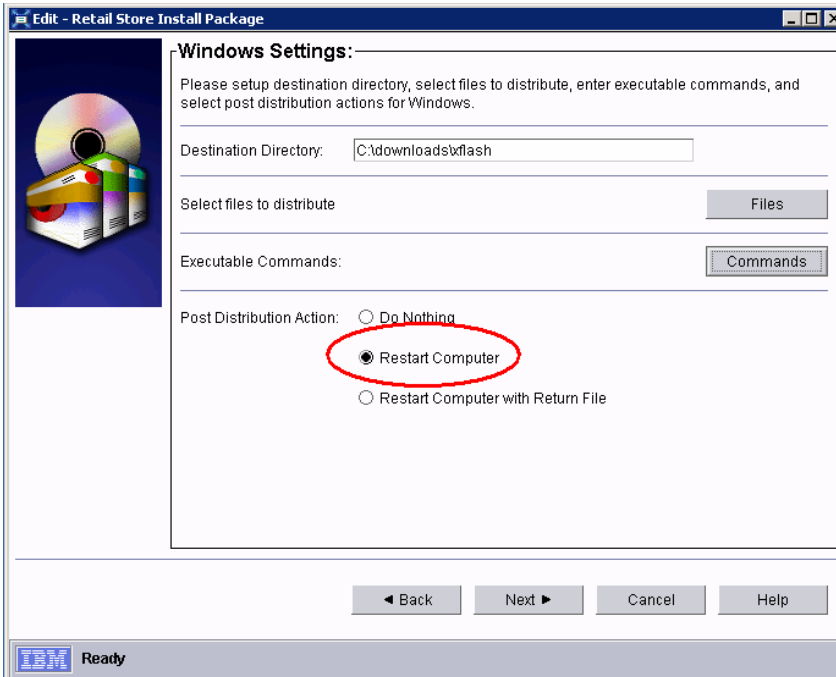 Edit - Retail Store Install Package
Windows Settings:
Please setup destination directory, select files to distribute, enter executable commands, and
select post distribution actions for Windows.
Destination Directory: C:\downloads\xflash
Select files to distribute Files
Executable Commands: Commands
Post Distribution Action: Do Nothing
Restart Computer
Restart Computer with Return File
Back Next Cancel Help
IBM Ready